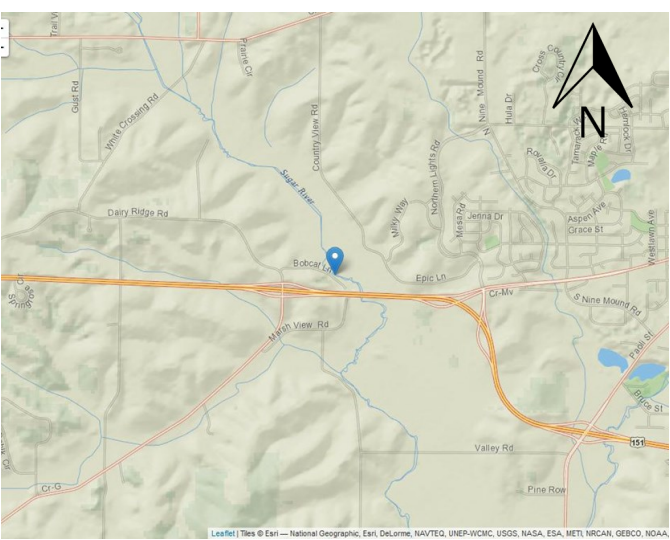 Trail V
Prairie Cir
Gust Rd
White Crossing Rd
Country View Rd
Nine Mound Rd
Cross Country Cir
N
Hula Dr
Tamarack
Maple Rd
Hemlock Dr
N
Rovalia Dr
Sugar River
Northern Lights Rd
Milky Way
Mesa Rd
Jenna Dr
Aspen Ave
Grace St
Westlawn Ave
Dairy Ridge Rd
Bobcat Ln
Epic Ln
Cr-Mv
S Nine Mound Rd
Marsh View Rd
Paoli St
Bruce St
Valley Rd
151
Cr-G
Pine Row
Leaflet | Tiles © Esri — National Geographic, Esri, DeLorme, NAVTEQ, UNEP-WCMC, USGS, NASA, ESA, METI, NRCAN, GEBCO, NOAA,